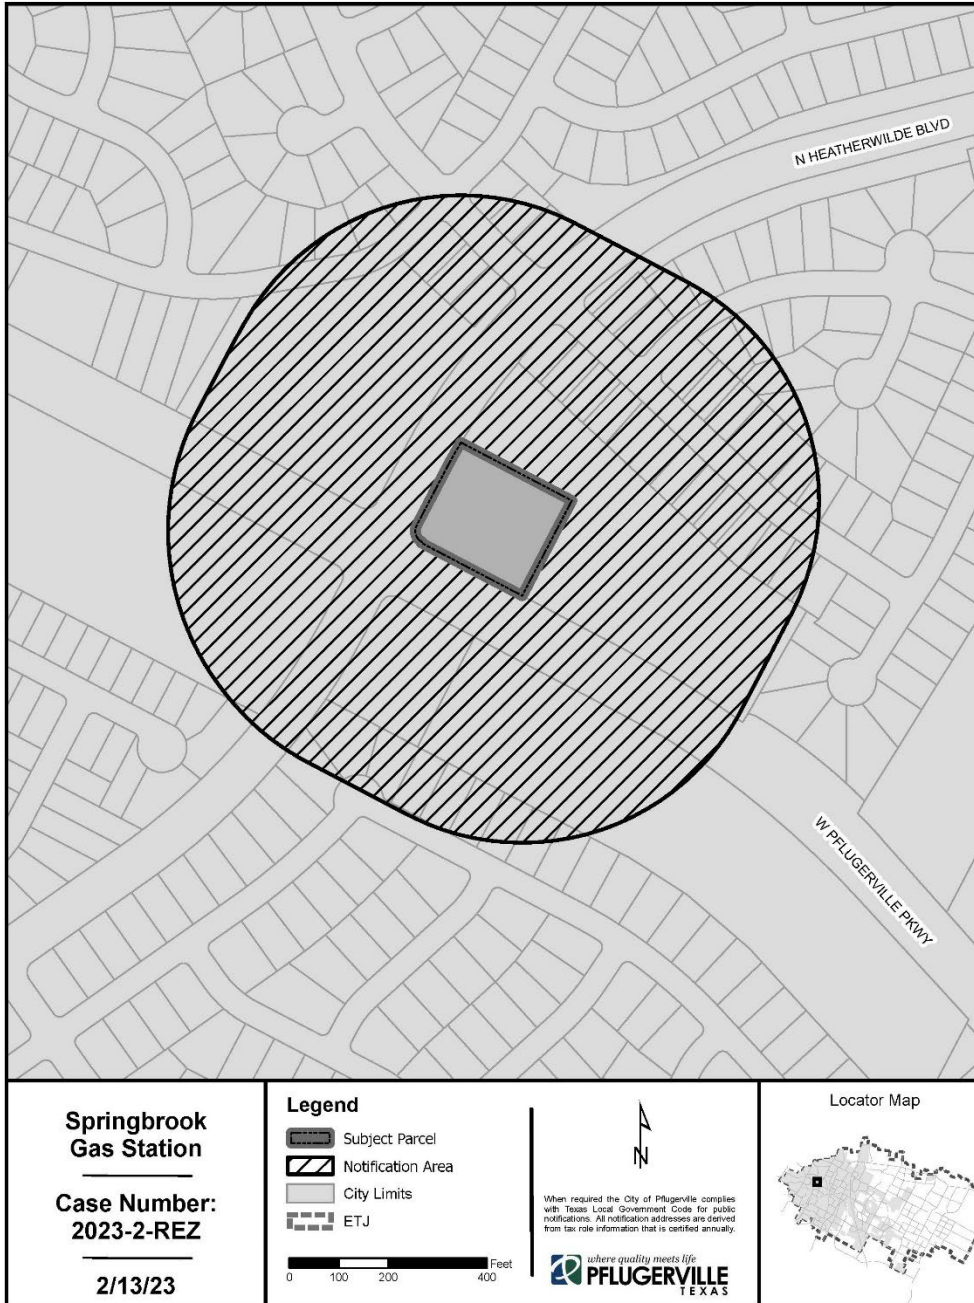 N HEATHERWILDE BLVD
W PFLUGERVILLE PKWY
Springbrook
Gas Station
Case Number:
2023-2-REZ
2/13/23
Legend
Subject Parcel
Notification Area
City Limits
ETJ
Feet
0 100 200 400
N
When required the City of Pflugerville complies
with Texas Local Government Code for public
notifications. All notification addresses are derived
from tax role information that is certified annually.
where quality meets life
PFLUGERVILLE
TEXAS
Locator Map